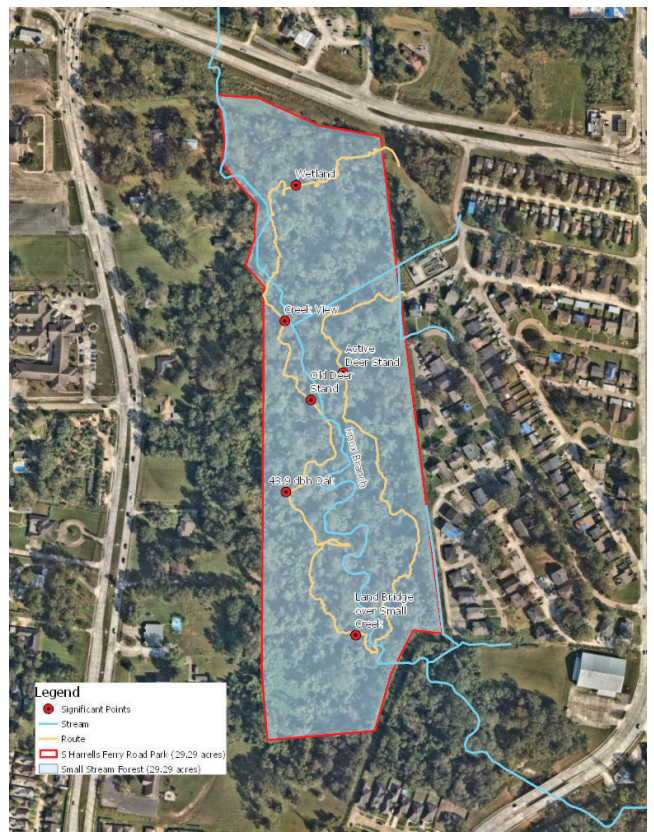 Wetland
Creek View
Active
Deer Stand
Old Deer
Stand
Knox Branch
43.9 dbh Oak
Land Bridge
over Small
Creek
Legend
Significant Points
Stream
Route
S Harrells Ferry Road Park (29.29 acres)
Small Stream Forest (29.29 acres)